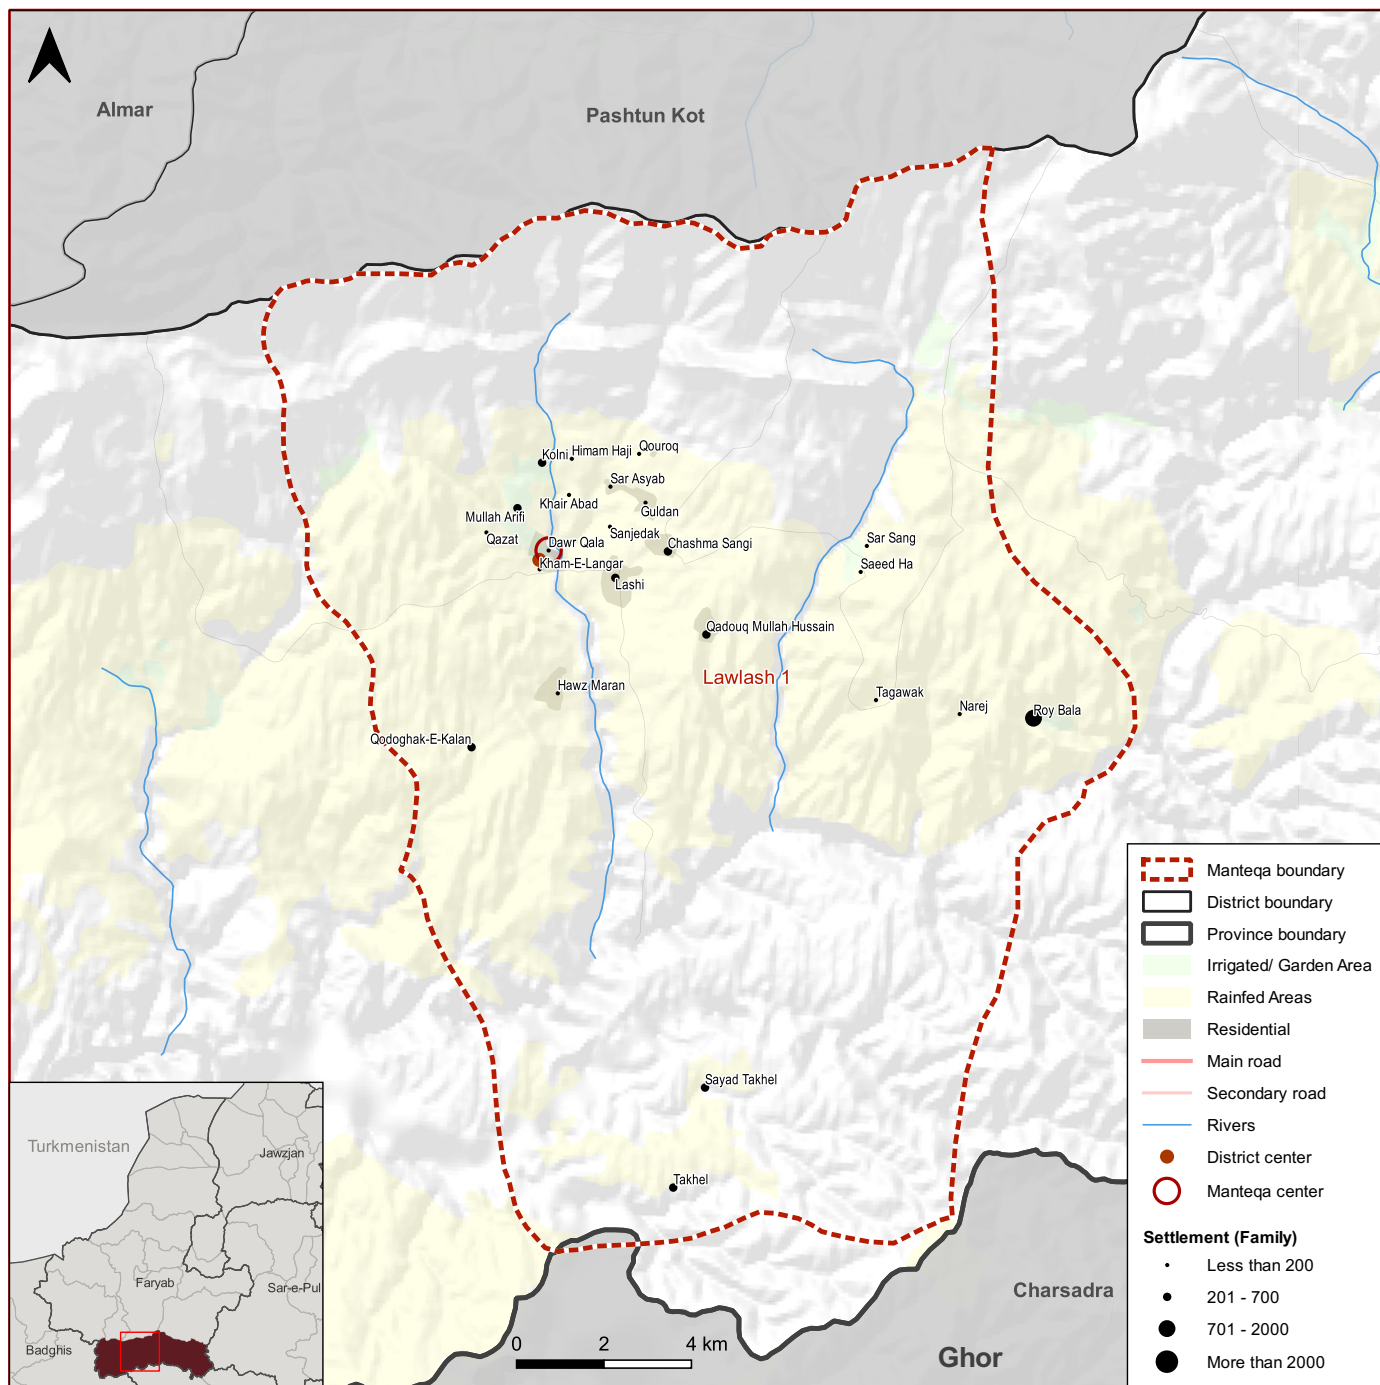 Almar
Pashtun Kot
Kolni
Himam Haji
Qouroq
Sar Asyab
Khair Abad
Guldan
Mullah Arifi
Qazat
Sanjedak
Dawr Qala
Chashma Sangi
Kham-E-Langar
Lashi
Sar Sang
Saeed Ha
Qadouq Mullah Hussain
Lawlash 1
Hawz Maran
Tagawak
Narej
Roy Bala
Qodoghak-E-Kalan
Sayad Takhel
Takhel
Charsadra
Ghor
0 2 4 km
Turkmenistan
Jawzjan
Faryab
Sar-e-Pul
Badghis
Manteqa boundary
District boundary
Province boundary
Irrigated/ Garden Area
Rainfed Areas
Residential
Main road
Secondary road
Rivers
District center
Manteqa center
Settlement (Family)
Less than 200
201 - 700
701 - 2000
More than 2000